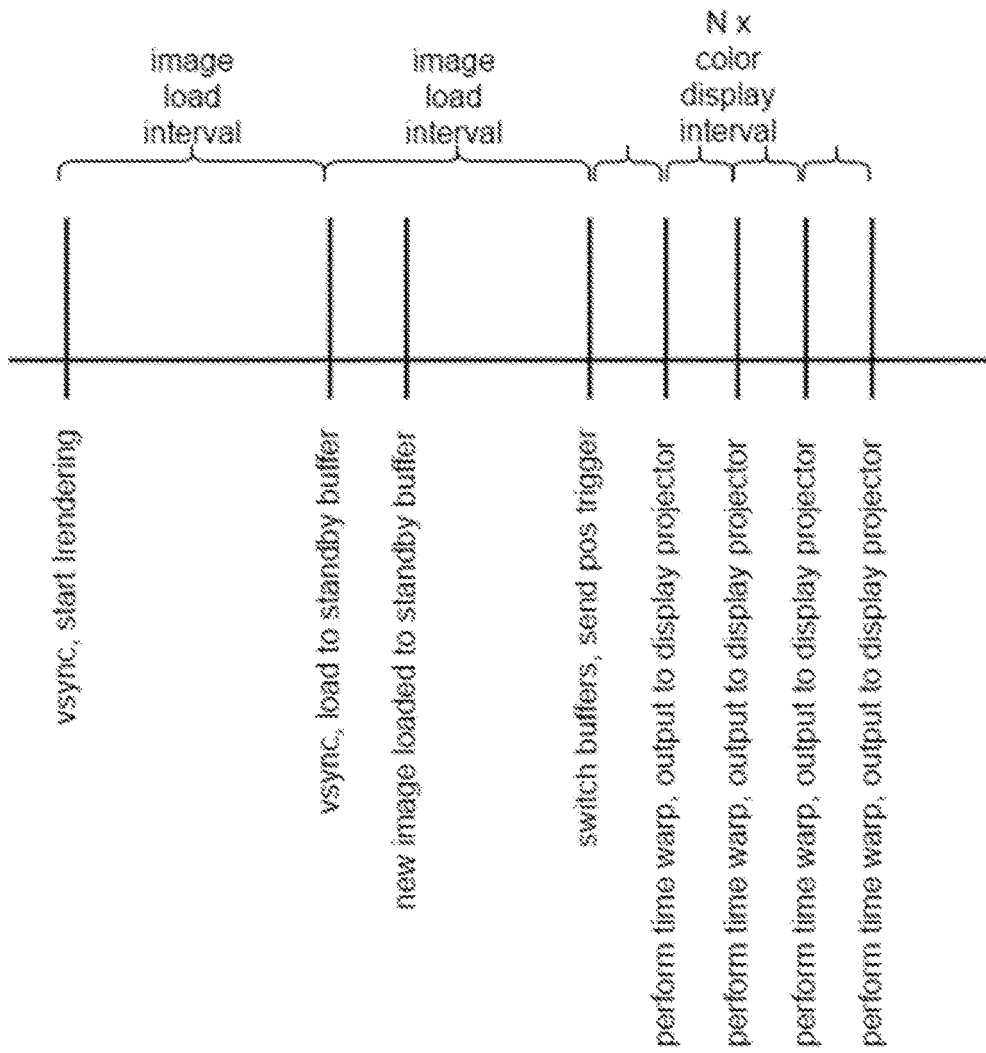 image
load
interval
image
load
interval
N x
color
display
interval
vsync, start lrendering
vsync, load to standby buffer
new image loaded to standby buffer
switch buffers, send pos trigger
perform time warp, output to display projector
perform time warp, output to display projector
perform time warp, output to display projector
perform time warp, output to display projector